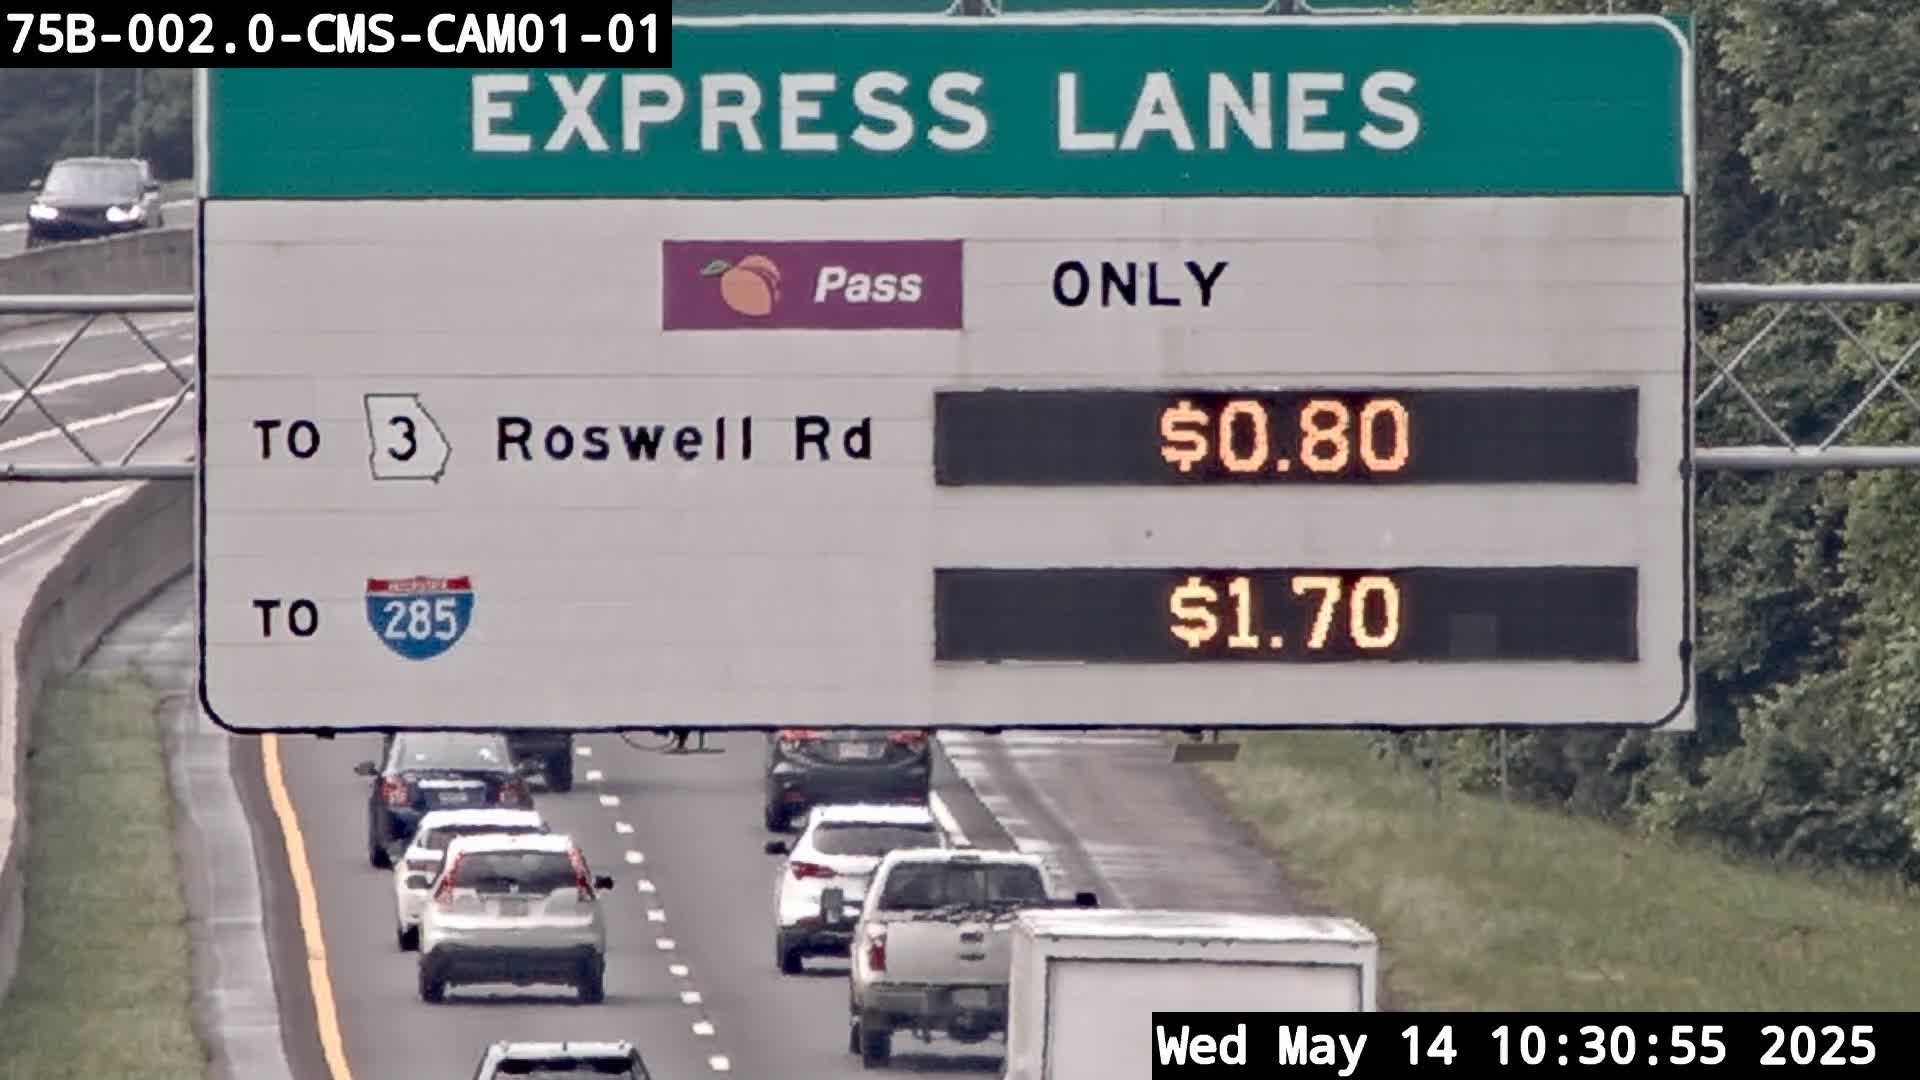 75B-002.0-CMS-CAM01-01
EXPRESS LANES
Pass ONLY
TO 3 Roswell Rd $0.80
TO 285 $1.70
Wed May 14 10:30:55 2025